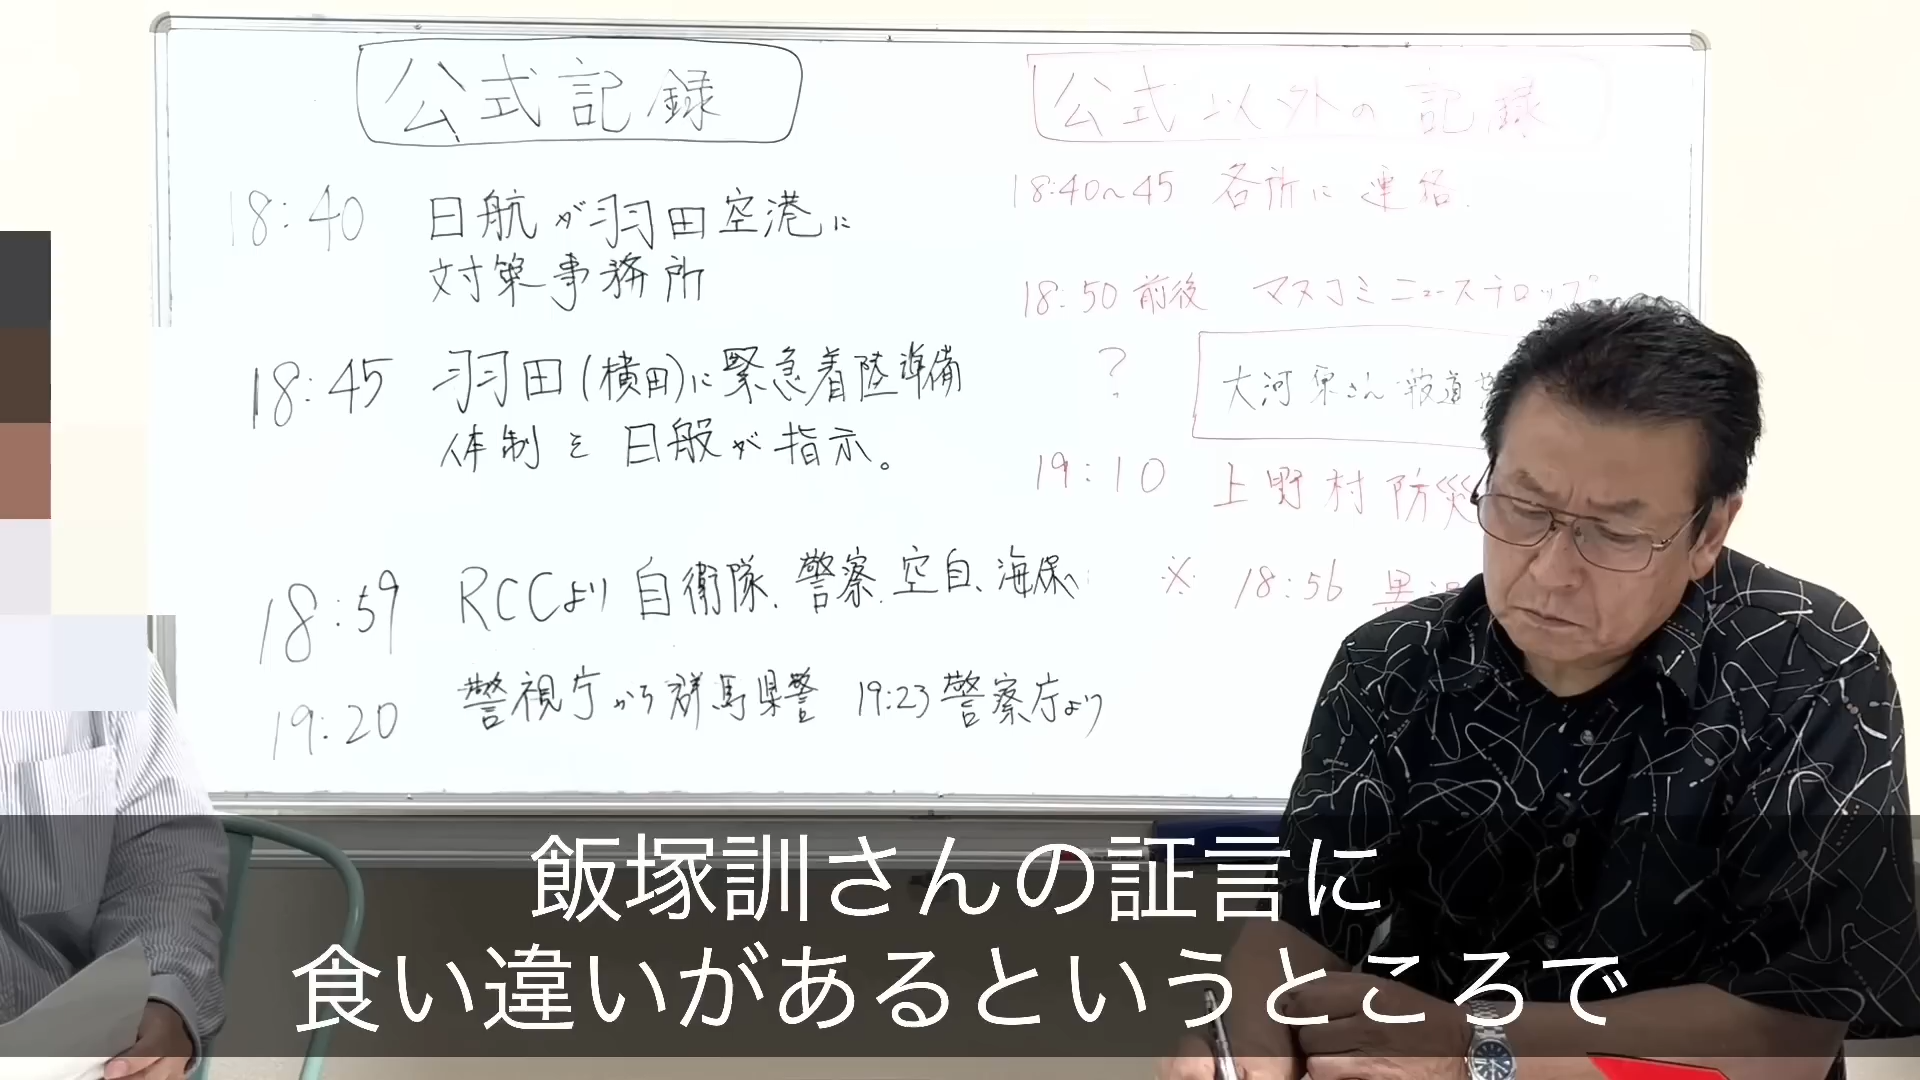 公式記録
18:40 日航が羽田空港に
対策事務所
18:45 羽田(横田)に緊急着陸準備
体制を日航が指示。
18:59 RCCより自衛隊、警察、空自、海保へ
19:20 警視庁から群馬県警 19:23 警察庁より
公式以外の記録
18:40~45 各所に連絡.
18:50前後 マスコミニューステロップ
?
大河原さん報道
19:10 上野村防災
※ 18:56
飯塚訓さんの証言に
食い違いがあるというところで